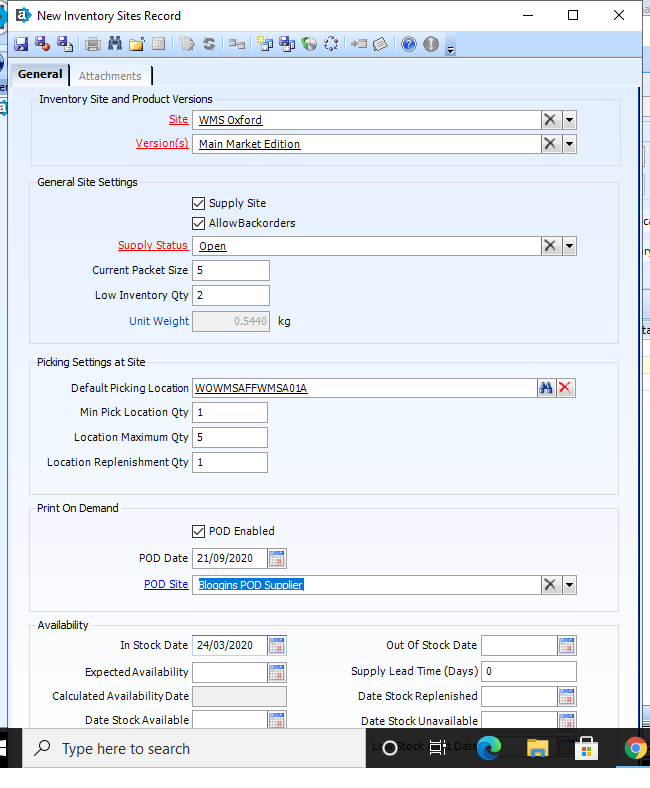 New Inventory Sites Record
General Attachments
Inventory Site and Product Versions
Site WMS Oxford
Version(s) Main Market Edition
General Site Settings
Supply Site
AllowBackorders
Supply Status Open
Current Packet Size 5
Low Inventory Qty 2
Unit Weight 0.5440 kg
Picking Settings at Site
Default Picking Location WOWMSAFFWMSA01A
Min Pick Location Qty 1
Location Maximum Qty 5
Location Replenishment Qty 1
Print On Demand
POD Enabled
POD Date 21/09/2020
POD Site Bloggins POD Supplier
Availability
In Stock Date 24/03/2020 Out Of Stock Date
Expected Availability Supply Lead Time (Days) 0
Calculated Availability Date Date Stock Replenished
Date Stock Available Date Stock Unavailable
Type here to search